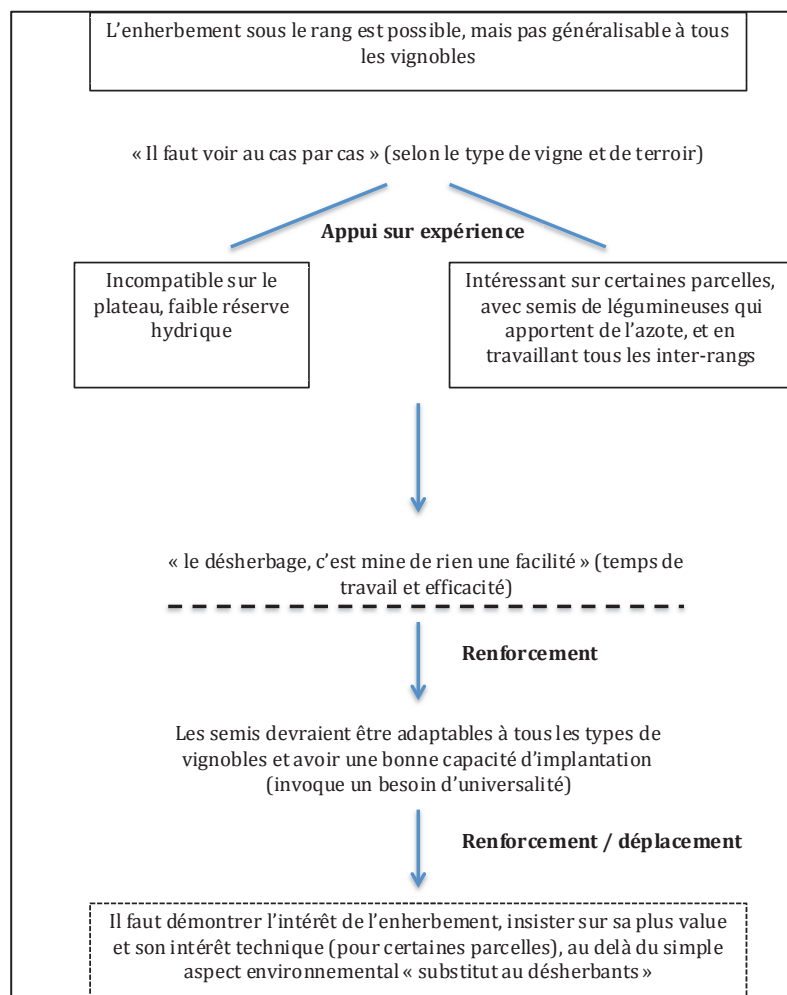 L’enherbement sous le rang est possible, mais pas généralisable à tous
les vignobles
« Il faut voir au cas par cas » (selon le type de vigne et de terroir)
Appui sur expérience
Incompatible sur le
plateau, faible réserve
hydrique
Intéressant sur certaines parcelles,
avec semis de légumineuses qui
apportent de l’azote, et en
travaillant tous les inter-rangs
« le désherbage, c’est mine de rien une facilité » (temps de
travail et efficacité)
Renforcement
Les semis devraient être adaptables à tous les types de
vignobles et avoir une bonne capacité d’implantation
(invoque un besoin d’universalité)
Renforcement / déplacement
Il faut démontrer l’intérêt de l’enherbement, insister sur sa plus value
et son intérêt technique (pour certaines parcelles), au delà du simple
aspect environnemental « substitut au désherbants »